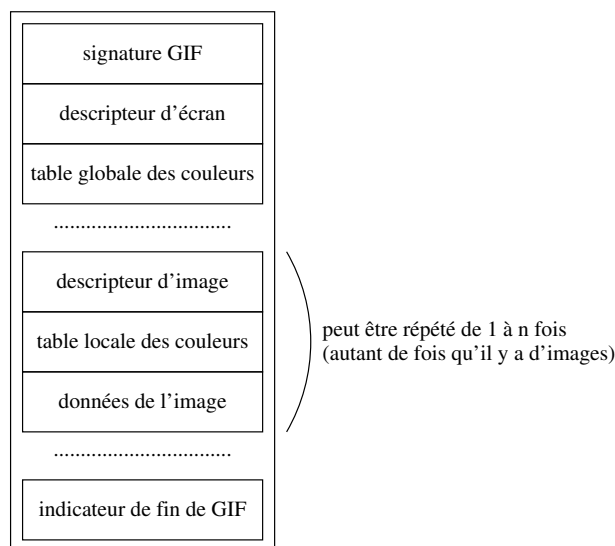 signature GIF
descripteur d'écran
table globale des couleurs
.................................
descripteur d'image
table locale des couleurs
peut être répété de 1 à n fois
(autant de fois qu'il y a d'images)
données de l'image
.................................
indicateur de fin de GIF